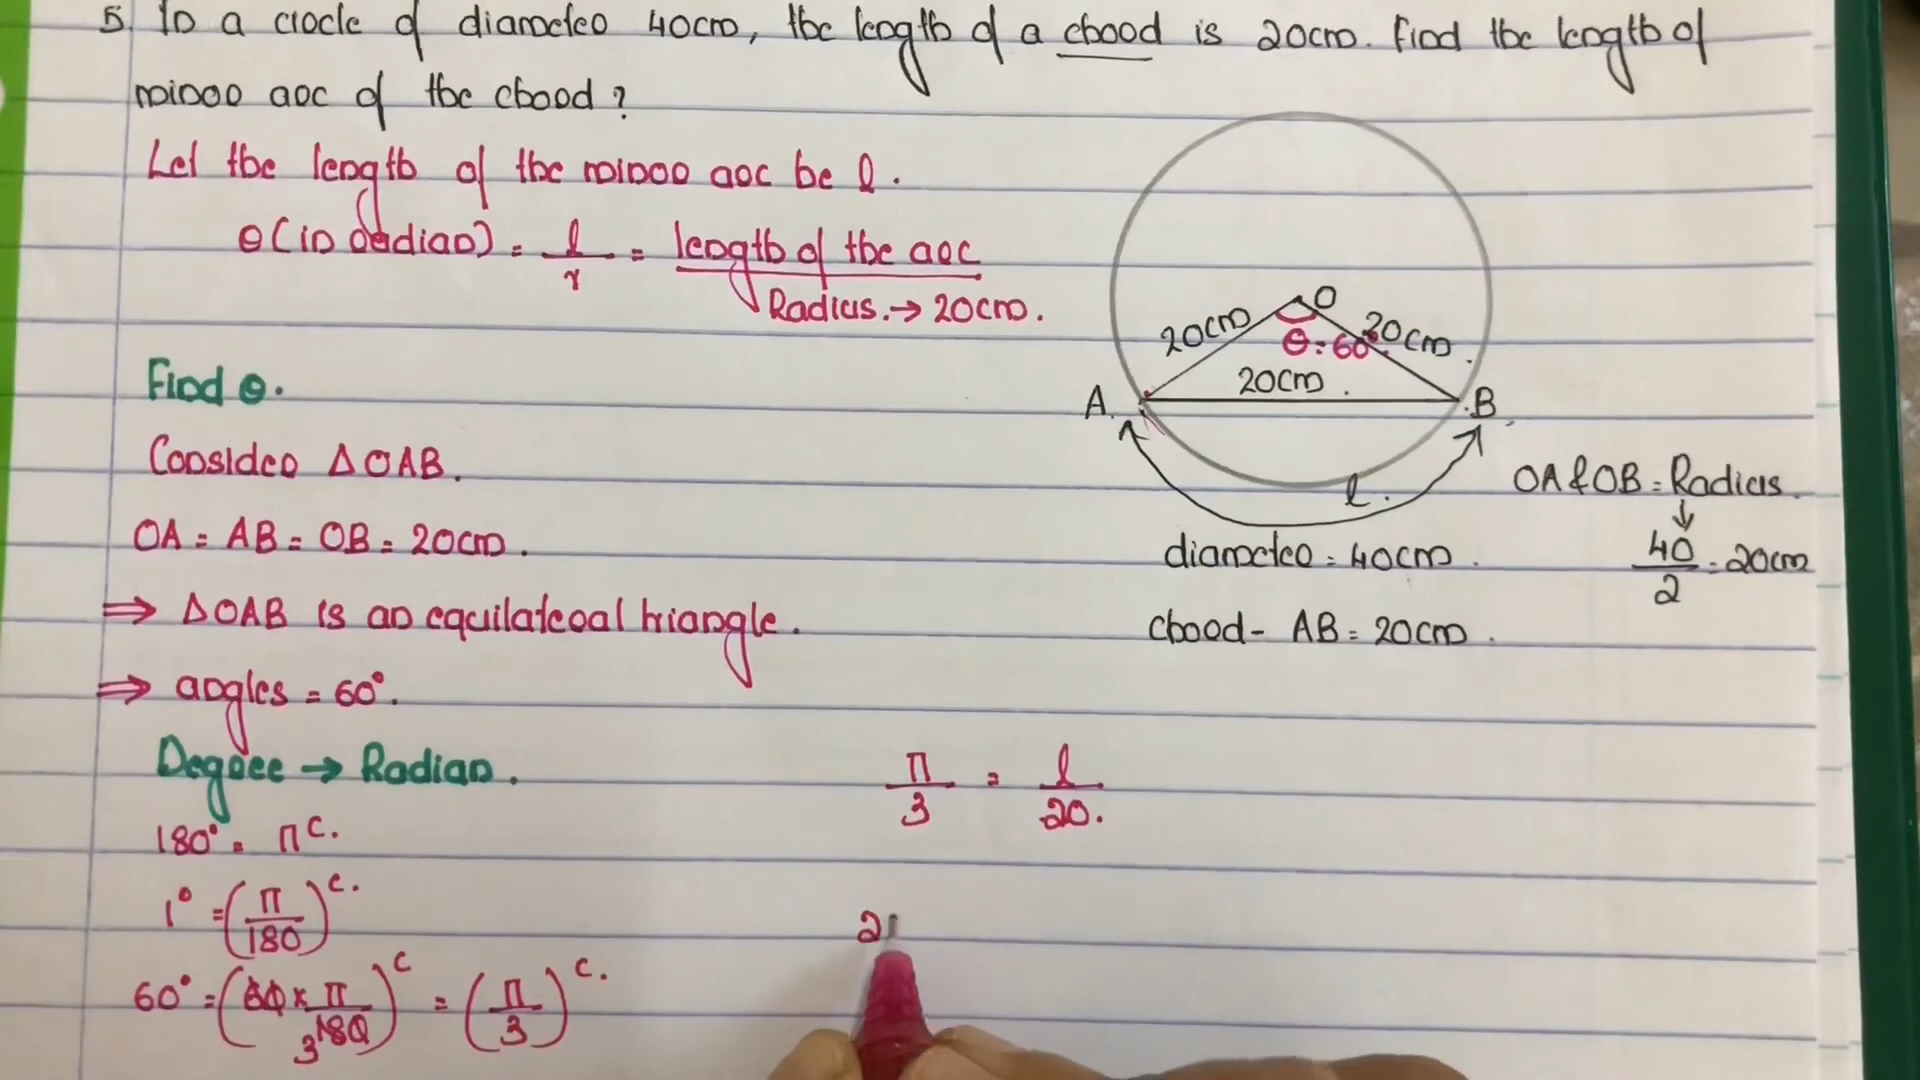 5. In a circle of diameter 40cm, the length of a chord is 20cm. Find the length of
minor arc of the chord?
Let the length of the minor arc be l.
θ (in radian) = l/r = length of the arc / Radius. → 20cm.
Find θ.
Consider ΔOAB.
OA = AB = OB = 20cm.
⇒ ΔOAB is an equilateral triangle.
⇒ angles = 60°.
Degree → Radian.
180° = π^c.
1° = (π/180)^c.
60° = (60 × π/180)^c = (π/3)^c.
3
O
20cm
20cm.
θ = 60°
20cm.
A.
.B
l.
OA & OB = Radius.
↓
40/2 = 20cm
diameter = 40cm.
chord - AB = 20cm.
π/3 = l/20.
2